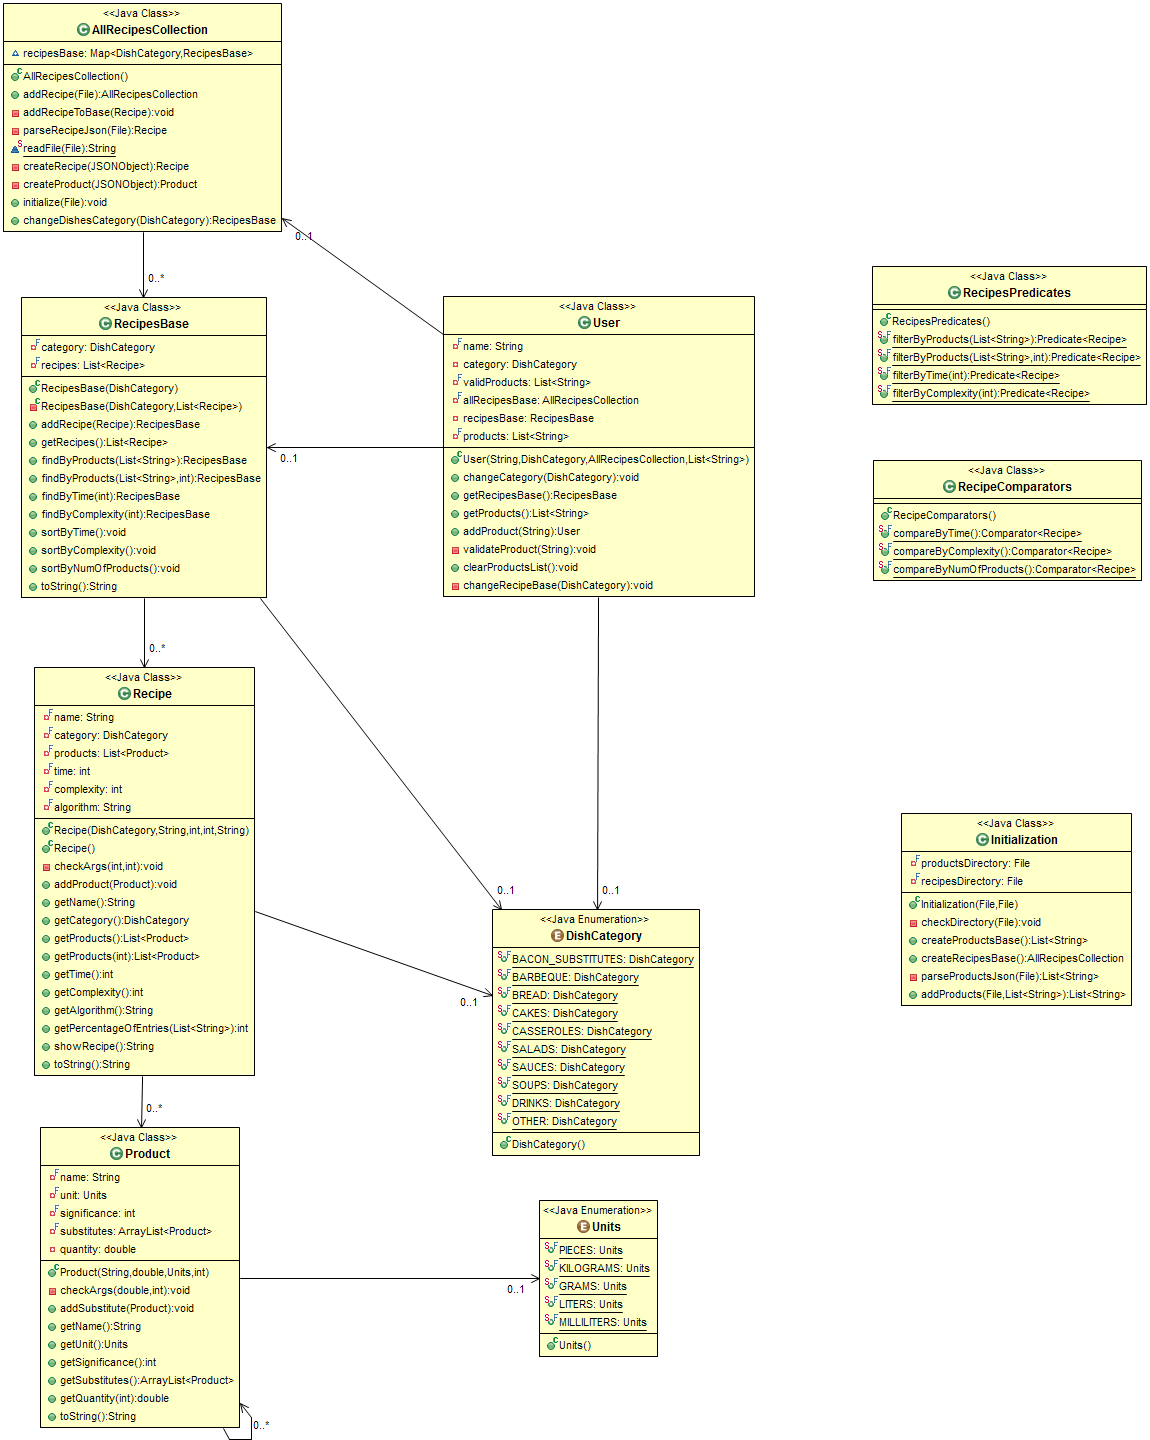 <<Java Class>>
AllRecipesCollection
recipesBase: Map<DishCategory,RecipesBase>
AllRecipesCollection()
addRecipe(File):AllRecipesCollection
addRecipeToBase(Recipe):void
parseRecipeJson(File):Recipe
readFile(File):String
createRecipe(JSONObject):Recipe
createProduct(JSONObject):Product
initialize(File):void
changeDishesCategory(DishCategory):RecipesBase
0..1
0..*
<<Java Class>>
RecipesBase
category: DishCategory
recipes: List<Recipe>
RecipesBase(DishCategory)
RecipesBase(DishCategory,List<Recipe>)
addRecipe(Recipe):RecipesBase
getRecipes():List<Recipe>
findByProducts(List<String>):RecipesBase
findByProducts(List<String>,int):RecipesBase
findByTime(int):RecipesBase
findByComplexity(int):RecipesBase
sortByTime():void
sortByComplexity():void
sortByNumOfProducts():void
toString():String
0..1
<<Java Class>>
User
name: String
category: DishCategory
validProducts: List<String>
allRecipesBase: AllRecipesCollection
recipesBase: RecipesBase
products: List<String>
User(String,DishCategory,AllRecipesCollection,List<String>)
changeCategory(DishCategory):void
getRecipesBase():RecipesBase
getProducts():List<String>
addProduct(String):User
validateProduct(String):void
clearProductsList():void
changeRecipeBase(DishCategory):void
<<Java Class>>
RecipesPredicates
RecipesPredicates()
filterByProducts(List<String>):Predicate<Recipe>
filterByProducts(List<String>,int):Predicate<Recipe>
filterByTime(int):Predicate<Recipe>
filterByComplexity(int):Predicate<Recipe>
<<Java Class>>
RecipeComparators
RecipeComparators()
compareByTime():Comparator<Recipe>
compareByComplexity():Comparator<Recipe>
compareByNumOfProducts():Comparator<Recipe>
0..*
<<Java Class>>
Recipe
name: String
category: DishCategory
products: List<Product>
time: int
complexity: int
algorithm: String
Recipe(DishCategory,String,int,int,String)
Recipe()
checkArgs(int,int):void
addProduct(Product):void
getName():String
getCategory():DishCategory
getProducts():List<Product>
getProducts(int):List<Product>
getTime():int
getComplexity():int
getAlgorithm():String
getPercentageOfEntries(List<String>):int
showRecipe():String
toString():String
0..1
0..1
0..1
<<Java Enumeration>>
DishCategory
BACON_SUBSTITUTES: DishCategory
BARBEQUE: DishCategory
BREAD: DishCategory
CAKES: DishCategory
CASSEROLES: DishCategory
SALADS: DishCategory
SAUCES: DishCategory
SOUPS: DishCategory
DRINKS: DishCategory
OTHER: DishCategory
DishCategory()
<<Java Class>>
Initialization
productsDirectory: File
recipesDirectory: File
Initialization(File,File)
checkDirectory(File):void
createProductsBase():List<String>
createRecipesBase():AllRecipesCollection
parseProductsJson(File):List<String>
addProducts(File,List<String>):List<String>
0..*
<<Java Class>>
Product
name: String
unit: Units
significance: int
substitutes: ArrayList<Product>
quantity: double
Product(String,double,Units,int)
checkArgs(double,int):void
addSubstitute(Product):void
getName():String
getUnit():Units
getSignificance():int
getSubstitutes():ArrayList<Product>
getQuantity(int):double
toString():String
0..*
0..1
<<Java Enumeration>>
Units
PIECES: Units
KILOGRAMS: Units
GRAMS: Units
LITERS: Units
MILLILITERS: Units
Units()